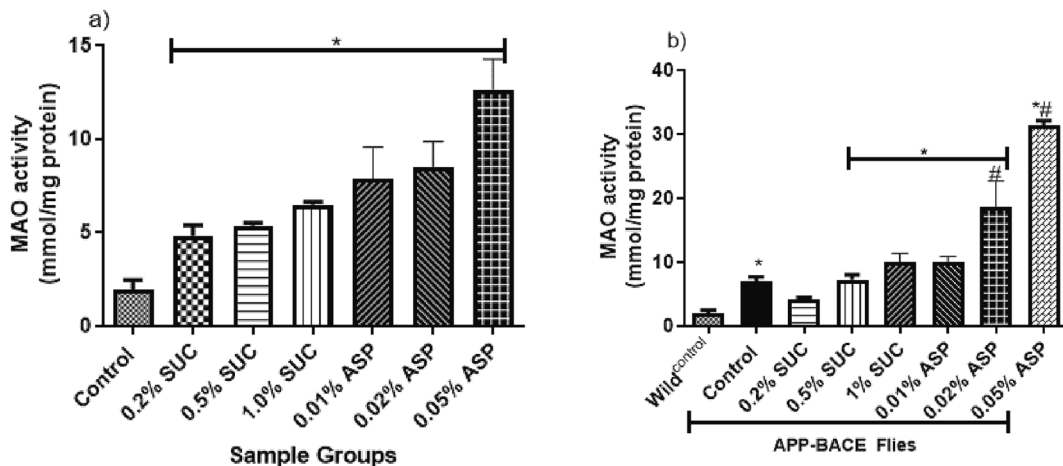 a)
MAO activity
(mmol/mg protein)
15
10
5
0
*
Control
0.2% SUC
0.5% SUC
1.0% SUC
0.01% ASP
0.02% ASP
0.05% ASP
Sample Groups
b)
MAO activity
(mmol/mg protein)
40
30
20
10
0
*
*
#
*#
Wildcontrol
Control
0.2% SUC
0.5% SUC
1% SUC
0.01% ASP
0.02% ASP
0.05% ASP
APP-BACE Flies